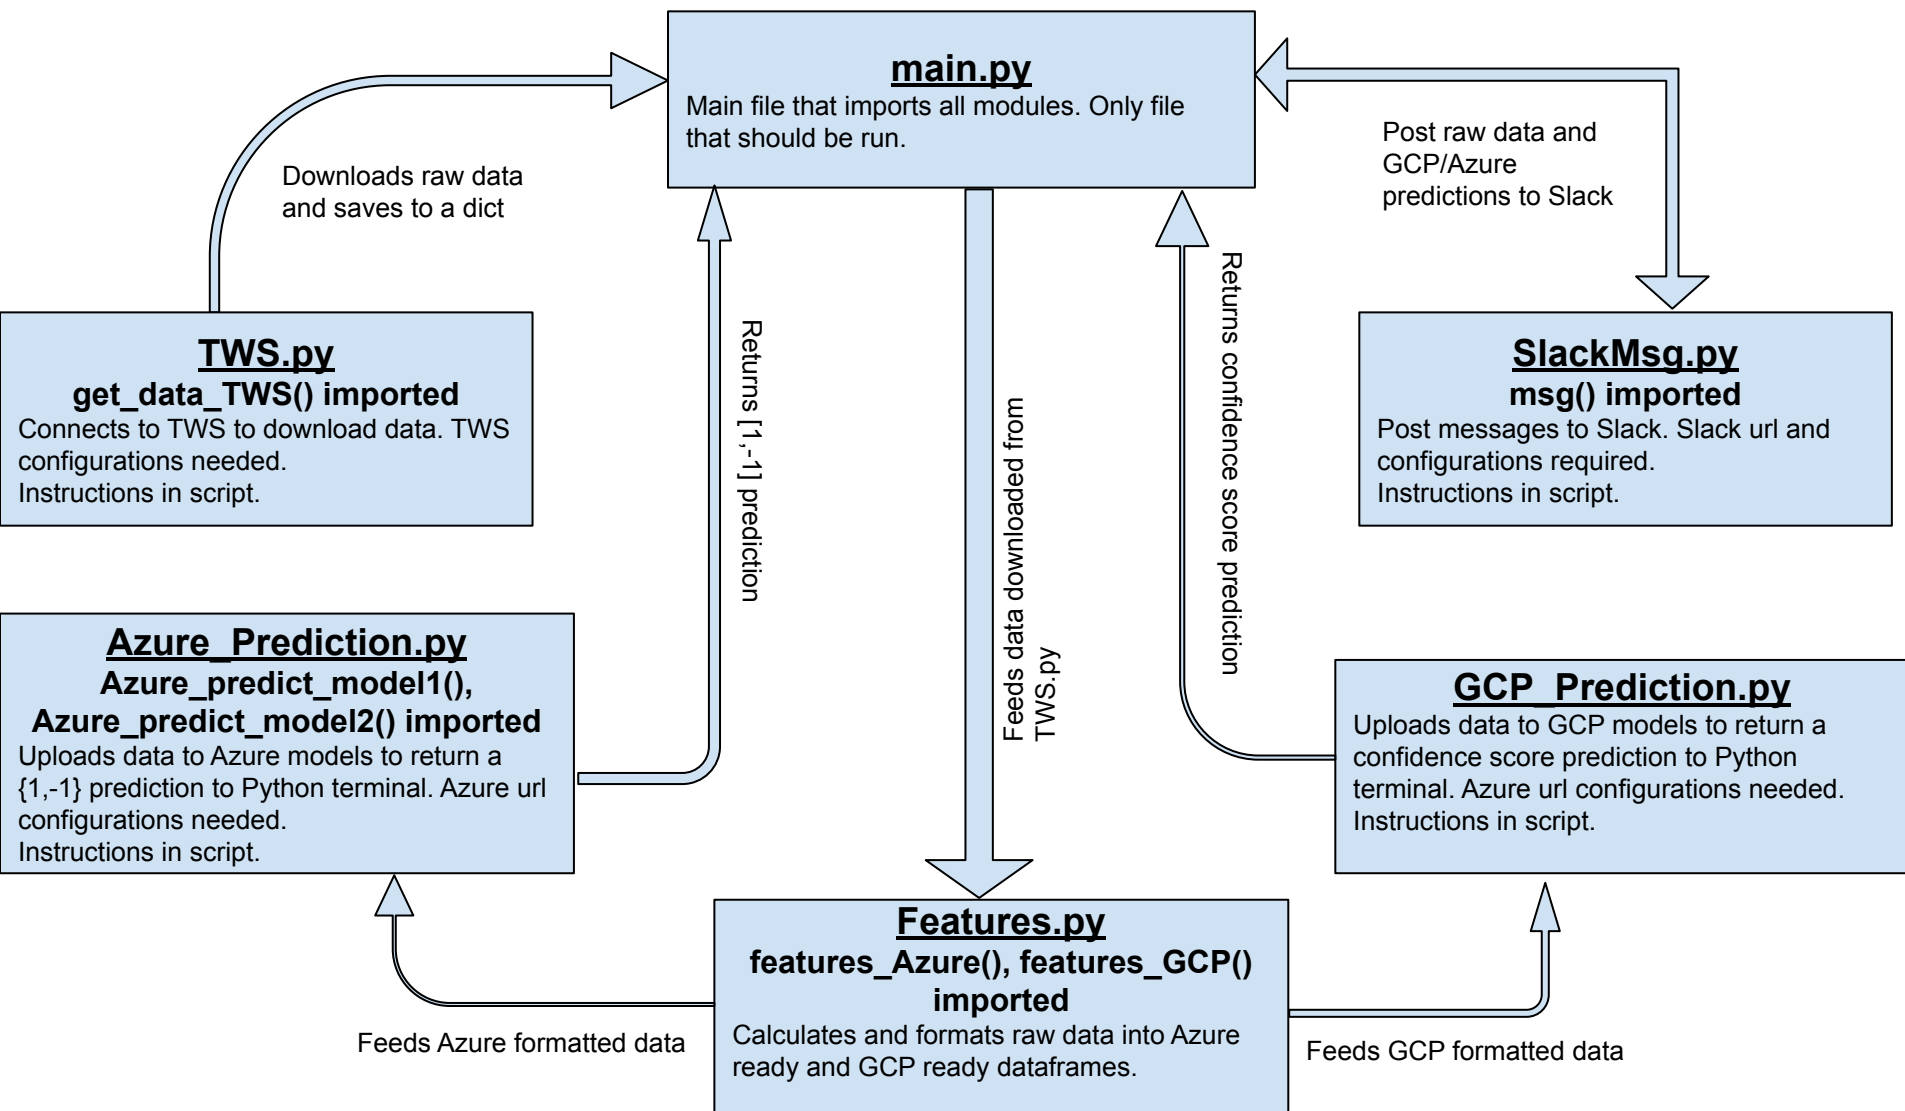 main.py
Main file that imports all modules. Only file
that should be run.
Downloads raw data
and saves to a dict
Post raw data and
GCP/Azure
predictions to Slack
TWS.py
get_data_TWS() imported
Connects to TWS to download data. TWS
configurations needed.
Instructions in script.
Returns [1,-1] prediction
Feeds data downloaded from
TWS.py
Returns confidence score prediction
SlackMsg.py
msg() imported
Post messages to Slack. Slack url and
configurations required.
Instructions in script.
Azure_Prediction.py
Azure_predict_model1(),
Azure_predict_model2() imported
Uploads data to Azure models to return a
{1,-1} prediction to Python terminal. Azure url
configurations needed.
Instructions in script.
GCP_Prediction.py
Uploads data to GCP models to return a
confidence score prediction to Python
terminal. Azure url configurations needed.
Instructions in script.
Features.py
features_Azure(), features_GCP()
imported
Calculates and formats raw data into Azure
ready and GCP ready dataframes.
Feeds Azure formatted data
Feeds GCP formatted data